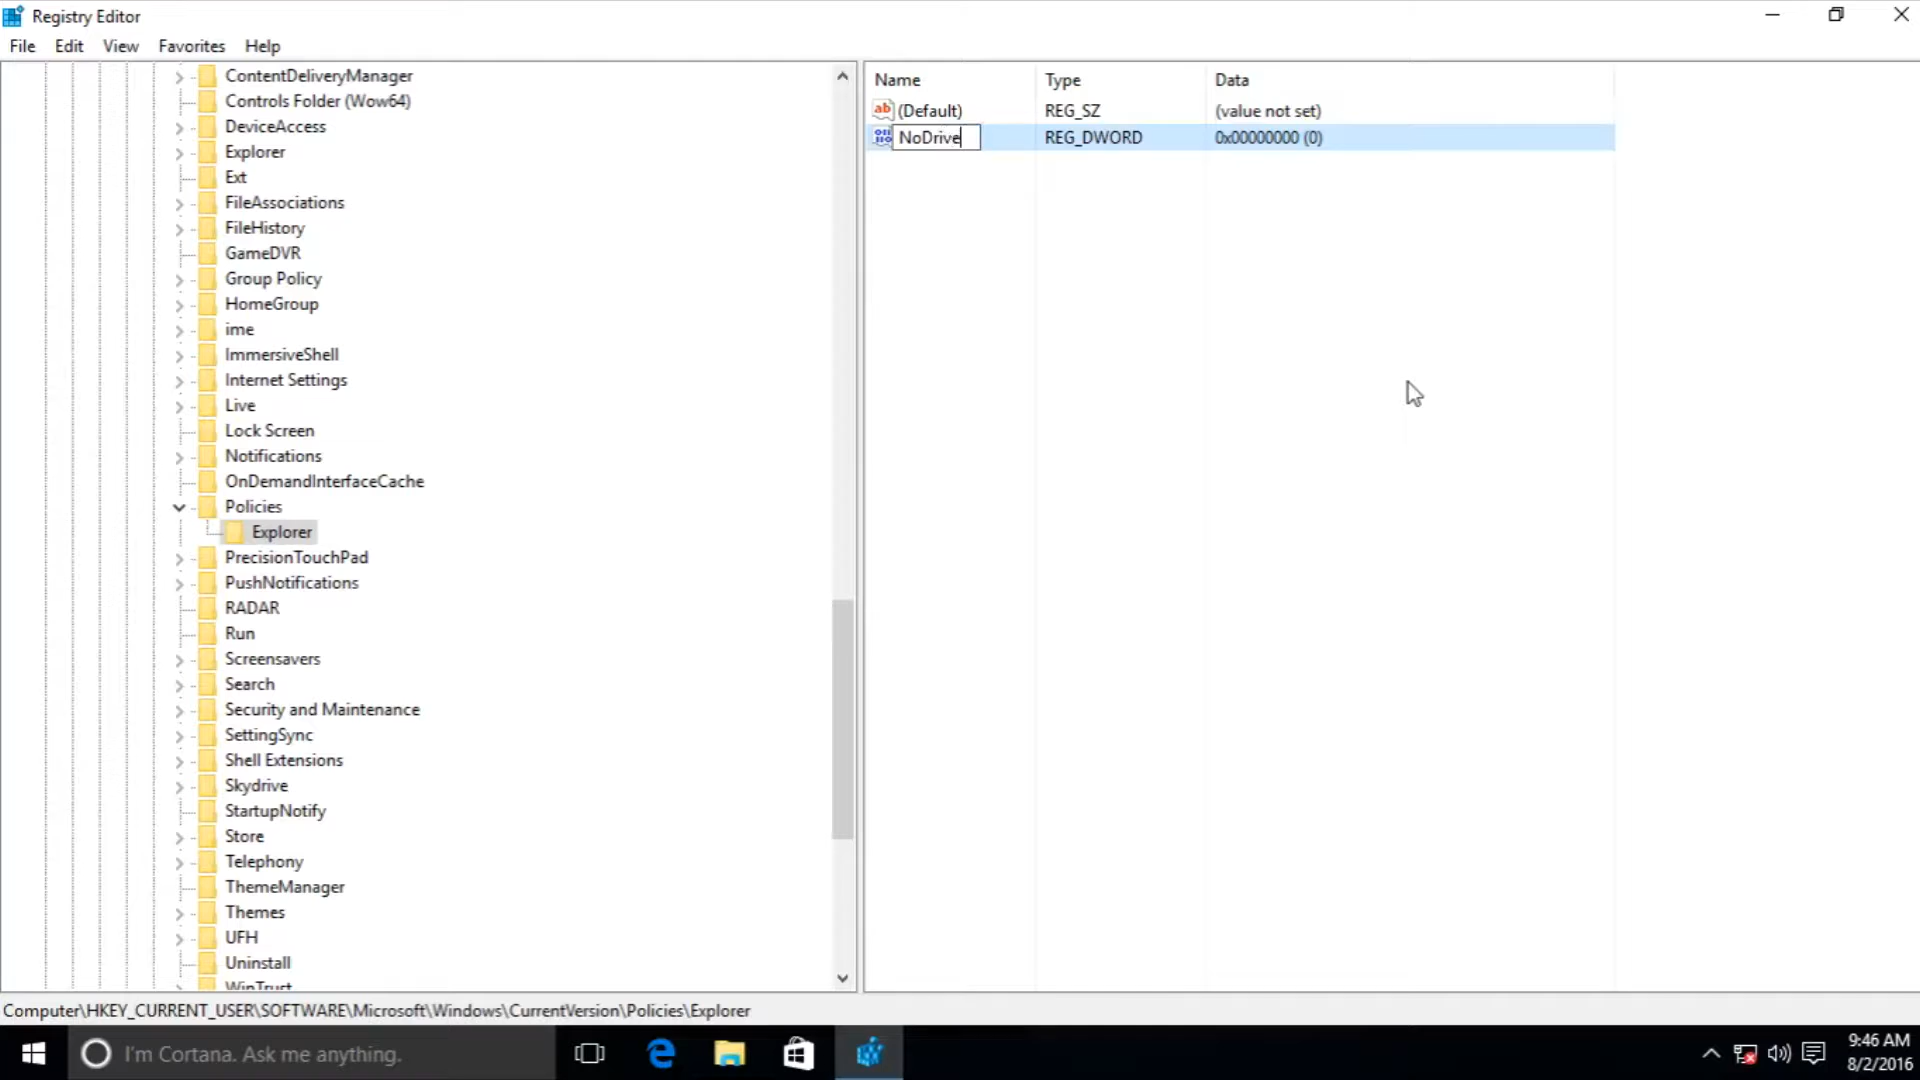 Registry Editor
File Edit View Favorites Help
ContentDeliveryManager
Controls Folder (Wow64)
DeviceAccess
Explorer
Ext
FileAssociations
FileHistory
GameDVR
Group Policy
HomeGroup
ime
ImmersiveShell
Internet Settings
Live
Lock Screen
Notifications
OnDemandInterfaceCache
Policies
Explorer
PrecisionTouchPad
PushNotifications
RADAR
Run
Screensavers
Search
Security and Maintenance
SettingSync
Shell Extensions
Skydrive
StartupNotify
Store
Telephony
ThemeManager
Themes
UFH
Uninstall
WinTrust
Name Type Data
ab (Default) REG_SZ (value not set)
NoDrive REG_DWORD 0x00000000 (0)
Computer\HKEY_CURRENT_USER\SOFTWARE\Microsoft\Windows\CurrentVersion\Policies\Explorer
I'm Cortana. Ask me anything.
9:46 AM
8/2/2016